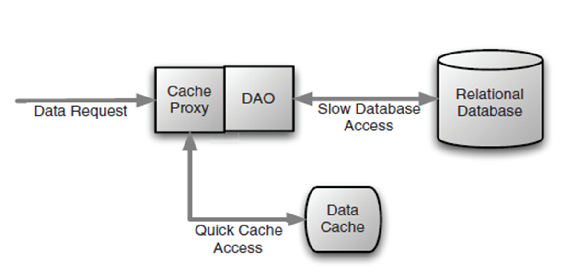 Data Request
Cache
Proxy
DAO
Slow Database
Access
Relational
Database
Quick Cache
Access
Data
Cache